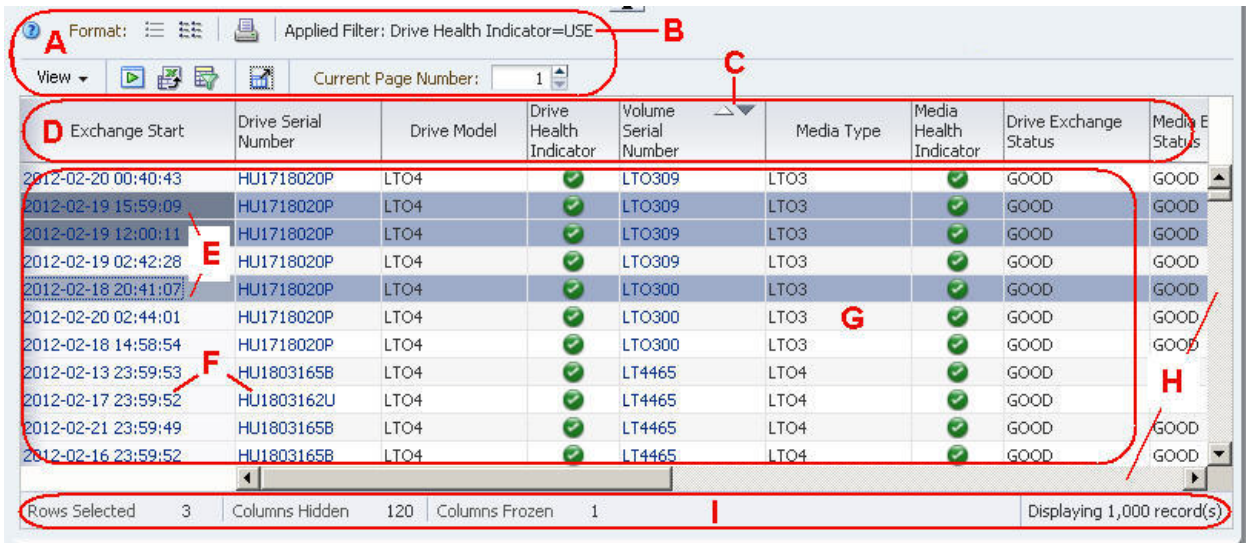 A Format: Applied Filter: Drive Health Indicator=USE B
View Current Page Number: 1
C
D Exchange Start Drive Serial Number Drive Model Drive Health Indicator Volume Serial Number Media Type Media Health Indicator Drive Exchange Status Media E Status
2012-02-20 00:40:43 HU1718020P LTO4 LTO309 LTO3 GOOD GOOD
2012-02-19 15:59:09 HU1718020P LTO4 LTO309 LTO3 GOOD GOOD
E
2012-02-19 12:00:11 HU1718020P LTO4 LTO309 LTO3 GOOD GOOD
2012-02-19 02:42:28 HU1718020P LTO4 LTO309 LTO3 GOOD GOOD
2012-02-18 20:41:07 HU1718020P LTO4 LTO300 LTO3 GOOD GOOD
2012-02-20 02:44:01 HU1718020P LTO4 LTO300 LTO3 G GOOD GOOD
2012-02-18 14:58:54 HU1718020P LTO4 LTO300 LTO3 GOOD GOOD
F
2012-02-13 23:59:53 HU1803165B LTO4 LT4465 LTO4 GOOD
H
2012-02-17 23:59:52 HU1803162U LTO4 LT4465 LTO4 GOOD
2012-02-21 23:59:49 HU1803165B LTO4 LT4465 LTO4 GOOD GOOD
2012-02-16 23:59:52 HU1803165B LTO4 LT4465 LTO4 GOOD GOOD
Rows Selected 3 Columns Hidden 120 Columns Frozen 1 I Displaying 1,000 record(s)